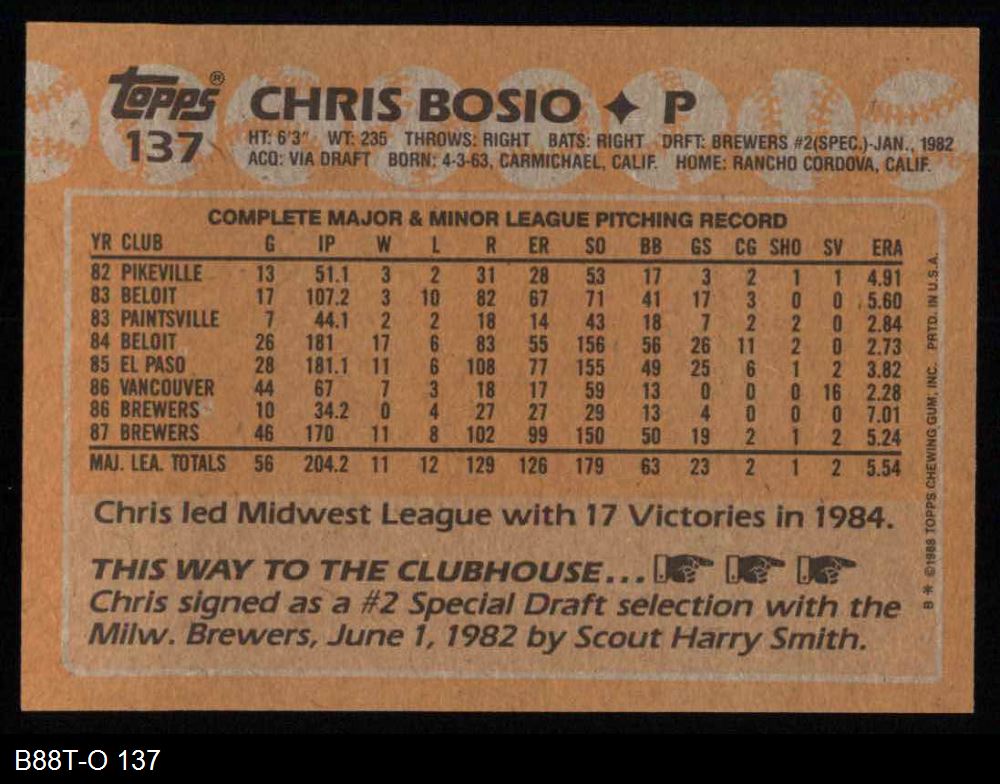 topps®
137
CHRIS BOSIO ✦ P
HT: 6'3" WT: 235 THROWS: RIGHT BATS: RIGHT DRFT: BREWERS #2(SPEC.)-JAN., 1982
ACQ: VIA DRAFT BORN: 4-3-63, CARMICHAEL, CALIF. HOME: RANCHO CORDOVA, CALIF.
COMPLETE MAJOR & MINOR LEAGUE PITCHING RECORD
YR CLUB G IP W L R ER SO BB GS CG SHO SV ERA
82 PIKEVILLE 13 51.1 3 2 31 28 53 17 3 2 1 1 4.91
83 BELOIT 17 107.2 3 10 82 67 71 41 17 3 0 0 5.60
83 PAINTSVILLE 7 44.1 2 2 18 14 43 18 7 2 2 0 2.84
84 BELOIT 26 181 17 6 83 55 156 56 26 11 2 0 2.73
85 EL PASO 28 181.1 11 6 108 77 155 49 25 6 1 2 3.82
86 VANCOUVER 44 67 7 3 18 17 59 13 0 0 0 16 2.28
86 BREWERS 10 34.2 0 4 27 27 29 13 4 0 0 0 7.01
87 BREWERS 46 170 11 8 102 99 150 50 19 2 1 2 5.24
MAJ. LEA. TOTALS 56 204.2 11 12 129 126 179 63 23 2 1 2 5.54
Chris led Midwest League with 17 Victories in 1984.
THIS WAY TO THE CLUBHOUSE...
Chris signed as a #2 Special Draft selection with the
Milw. Brewers, June 1, 1982 by Scout Harry Smith.
B * ©1988 TOPPS CHEWING GUM, INC. PRTD. IN U.S.A.
B88T-O 137